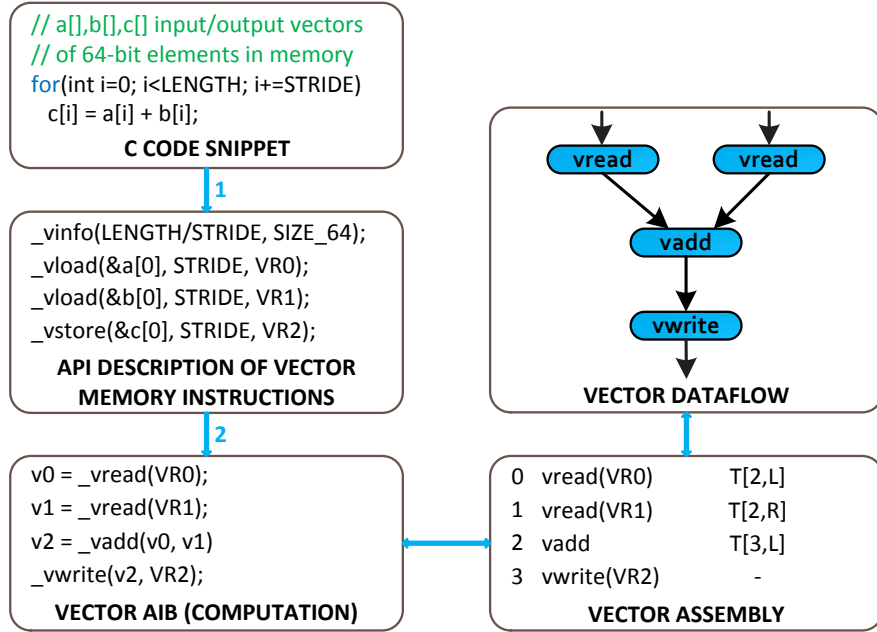 // a[],b[],c[] input/output vectors
// of 64-bit elements in memory
for(int i=0; i<LENGTH; i+=STRIDE)
c[i] = a[i] + b[i];
C CODE SNIPPET
1
_vinfo(LENGTH/STRIDE, SIZE_64);
_vload(&a[0], STRIDE, VR0);
_vload(&b[0], STRIDE, VR1);
_vstore(&c[0], STRIDE, VR2);
API DESCRIPTION OF VECTOR
MEMORY INSTRUCTIONS
2
v0 = _vread(VR0);
v1 = _vread(VR1);
v2 = _vadd(v0, v1)
_vwrite(v2, VR2);
VECTOR AIB (COMPUTATION)
vread vread
vadd
vwrite
VECTOR DATAFLOW
0 vread(VR0) T[2,L]
1 vread(VR1) T[2,R]
2 vadd T[3,L]
3 vwrite(VR2) -
VECTOR ASSEMBLY